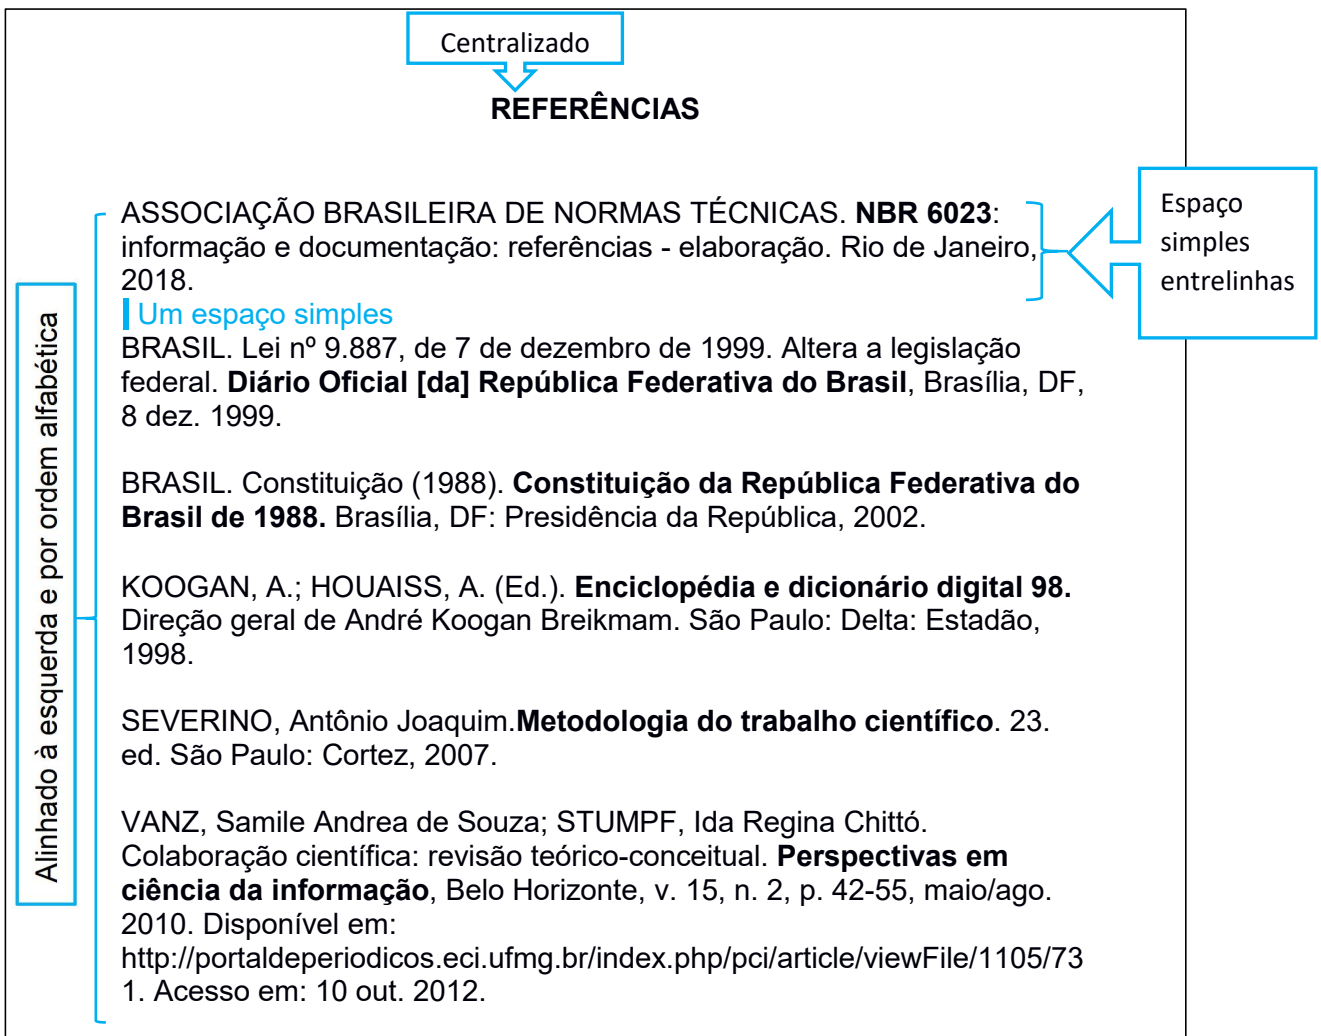 Centralizado
REFERÊNCIAS
ASSOCIAÇÃO BRASILEIRA DE NORMAS TÉCNICAS. NBR 6023:
informação e documentação: referências - elaboração. Rio de Janeiro,
2018.
Espaço
simples
entrelinhas
Um espaço simples
BRASIL. Lei nº 9.887, de 7 de dezembro de 1999. Altera a legislação
federal. Diário Oficial [da] República Federativa do Brasil, Brasília, DF,
8 dez. 1999.
BRASIL. Constituição (1988). Constituição da República Federativa do
Brasil de 1988. Brasília, DF: Presidência da República, 2002.
KOOGAN, A.; HOUAISS, A. (Ed.). Enciclopédia e dicionário digital 98.
Direção geral de André Koogan Breikmam. São Paulo: Delta: Estadão,
1998.
SEVERINO, Antônio Joaquim.Metodologia do trabalho científico. 23.
ed. São Paulo: Cortez, 2007.
VANZ, Samile Andrea de Souza; STUMPF, Ida Regina Chittó.
Colaboração científica: revisão teórico-conceitual. Perspectivas em
ciência da informação, Belo Horizonte, v. 15, n. 2, p. 42-55, maio/ago.
2010. Disponível em:
http://portaldeperiodicos.eci.ufmg.br/index.php/pci/article/viewFile/1105/73
1. Acesso em: 10 out. 2012.
Alinhado à esquerda e por ordem alfabética